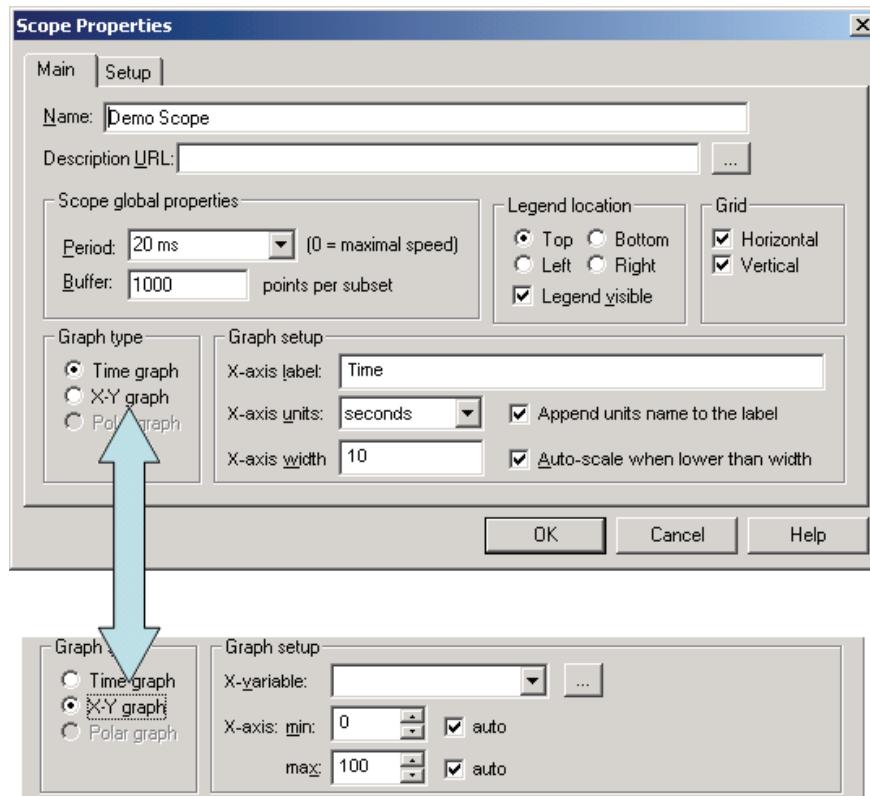 Scope Properties
Main Setup
Name: Demo Scope
Description URL: ...
Scope global properties
Period: 20 ms (0 = maximal speed)
Buffer: 1000 points per subset
Legend location
Top Bottom
Left Right
Legend visible
Grid
Horizontal
Vertical
Graph type
Time graph
X-Y graph
Polar graph
Graph setup
X-axis label: Time
X-axis units: seconds Append units name to the label
X-axis width 10 Auto-scale when lower than width
OK Cancel Help
Graph
Time graph
X-Y graph
Polar graph
Graph setup
X-variable: ...
X-axis: min: 0 auto
max: 100 auto